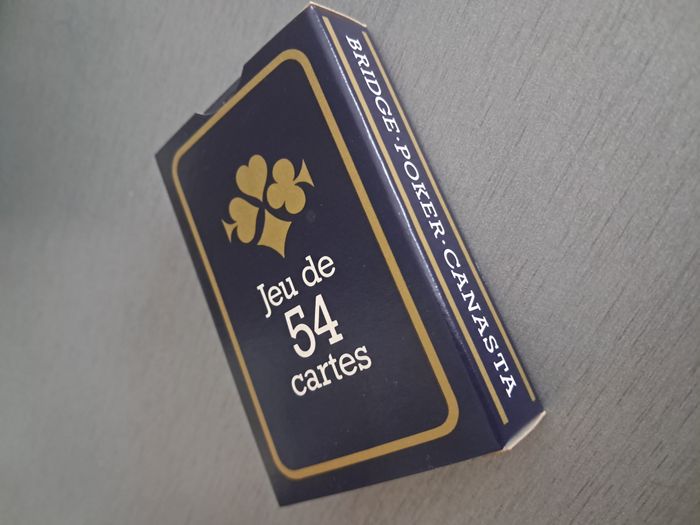 Jeu de
54
cartes
BRIDGE · POKER · CANASTA